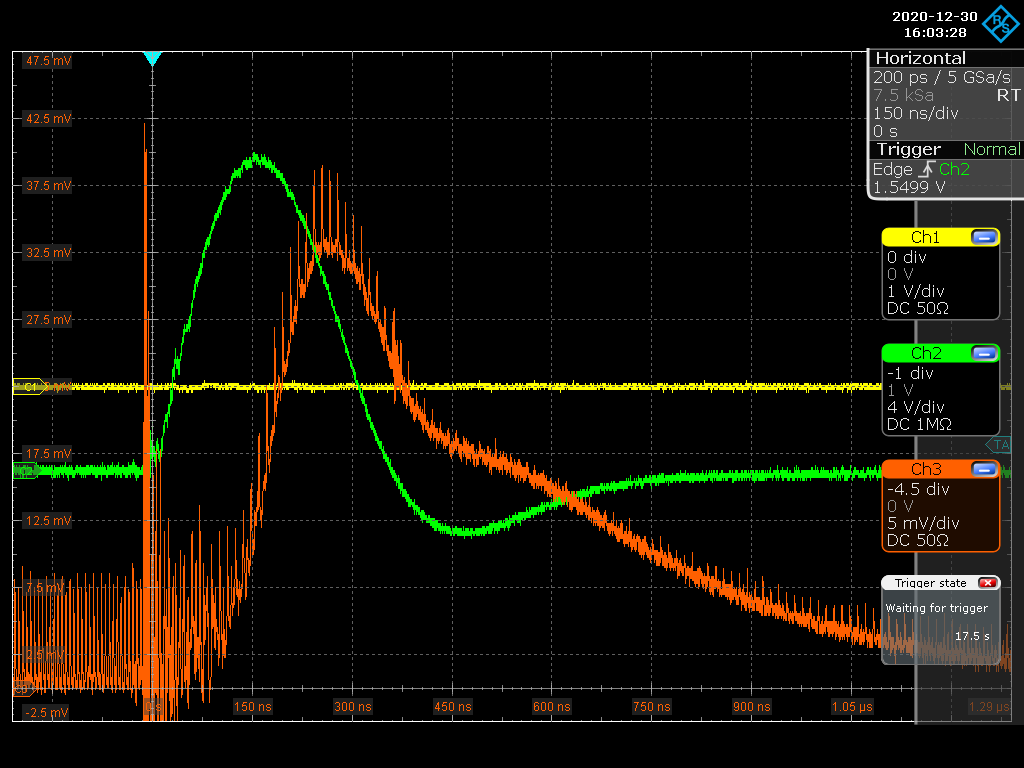 2020-12-30
16:03:28
R&S
47.5 mV
42.5 mV
37.5 mV
32.5 mV
27.5 mV
17.5 mV
12.5 mV
7.5 mV
2.5 mV
-2.5 mV
C1
C2
C3
0 s
150 ns
300 ns
450 ns
600 ns
750 ns
900 ns
1.05 µs
1.29 µs
Horizontal
200 ps / 5 GSa/s
7.5 kSa RT
150 ns/div
0 s
Trigger Normal
Edge Ch2
1.5499 V
Ch1
0 div
0 V
1 V/div
DC 50Ω
Ch2
-1 div
1 V
4 V/div
DC 1MΩ
TA
Ch3
-4.5 div
0 V
5 mV/div
DC 50Ω
Trigger state
Waiting for trigger
17.5 s